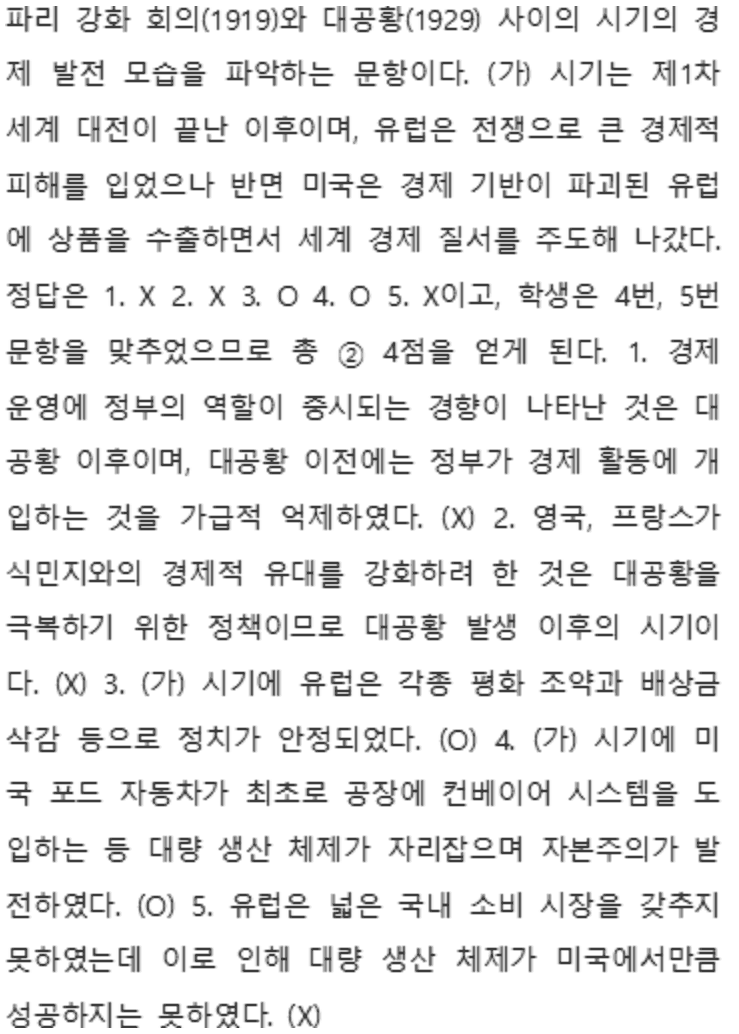 파리 강화 회의(1919)와 대공황(1929) 사이의 시기의 경
제 발전 모습을 파악하는 문항이다. (가) 시기는 제1차
세계 대전이 끝난 이후이며, 유럽은 전쟁으로 큰 경제적
피해를 입었으나 반면 미국은 경제 기반이 파괴된 유럽
에 상품을 수출하면서 세계 경제 질서를 주도해 나갔다.
정답은 1. X 2. X 3. O 4. O 5. X이고, 학생은 4번, 5번
문항을 맞추었으므로 총 ② 4점을 얻게 된다. 1. 경제
운영에 정부의 역할이 중시되는 경향이 나타난 것은 대
공황 이후이며, 대공황 이전에는 정부가 경제 활동에 개
입하는 것을 가급적 억제하였다. (X) 2. 영국, 프랑스가
식민지와의 경제적 유대를 강화하려 한 것은 대공황을
극복하기 위한 정책이므로 대공황 발생 이후의 시기이
다. (X) 3. (가) 시기에 유럽은 각종 평화 조약과 배상금
삭감 등으로 정치가 안정되었다. (O) 4. (가) 시기에 미
국 포드 자동차가 최초로 공장에 컨베이어 시스템을 도
입하는 등 대량 생산 체제가 자리잡으며 자본주의가 발
전하였다. (O) 5. 유럽은 넓은 국내 소비 시장을 갖추지
못하였는데 이로 인해 대량 생산 체제가 미국에서만큼
성공하지는 못하였다. (X)